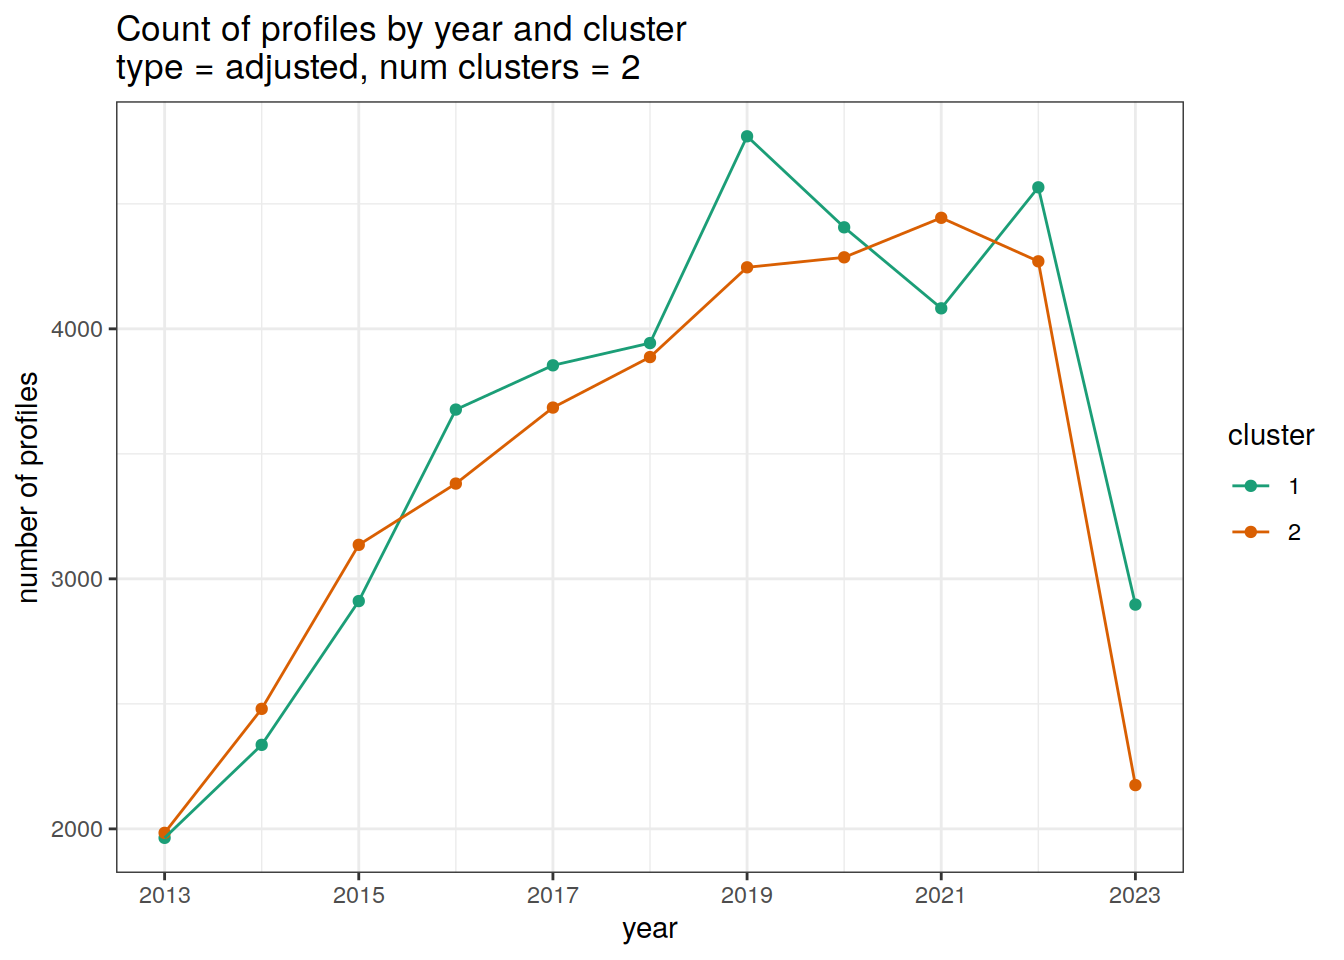 Count of profiles by year and cluster
type = adjusted, num clusters = 2
4000
3000
2000
number of profiles
2013 2015 2017 2019 2021 2023
year
cluster
1
2